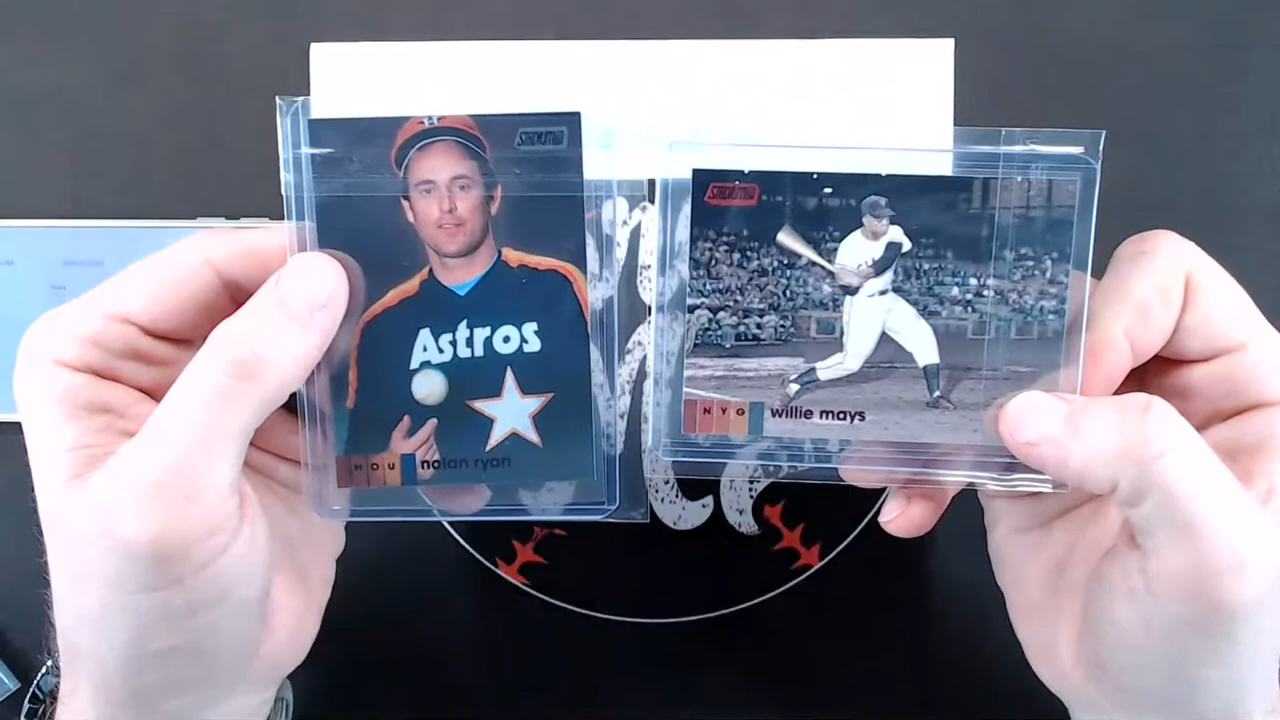 STADIUM
Astros
HOU
nolan ryan
STADIUM
NYG
willie mays